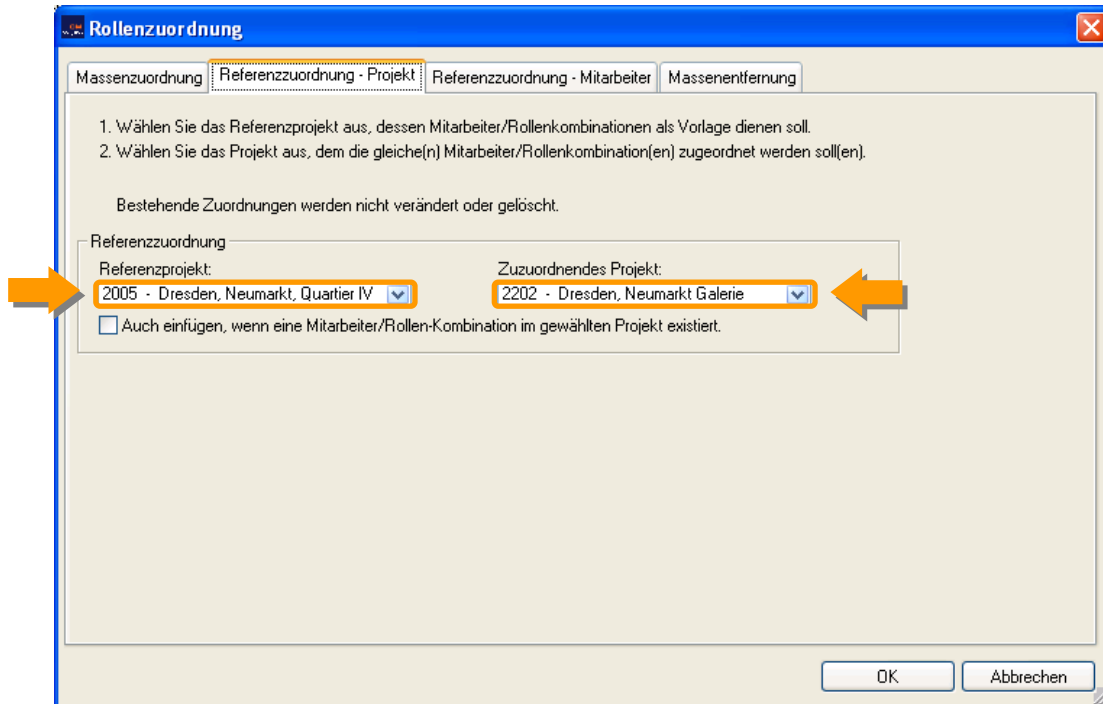 Rollenzuordnung
Massenzuordnung Referenzzuordnung - Projekt Referenzzuordnung - Mitarbeiter Massenentfernung
1. Wählen Sie das Referenzprojekt aus, dessen Mitarbeiter/Rollenkombinationen als Vorlage dienen soll.
2. Wählen Sie das Projekt aus, dem die gleiche(n) Mitarbeiter/Rollenkombination(en) zugeordnet werden soll(en).
Bestehende Zuordnungen werden nicht verändert oder gelöscht.
Referenzzuordnung
Referenzprojekt: Zuzuordnendes Projekt:
2005 - Dresden, Neumarkt, Quartier IV 2202 - Dresden, Neumarkt Galerie
Auch einfügen, wenn eine Mitarbeiter/Rollen-Kombination im gewählten Projekt existiert.
OK Abbrechen